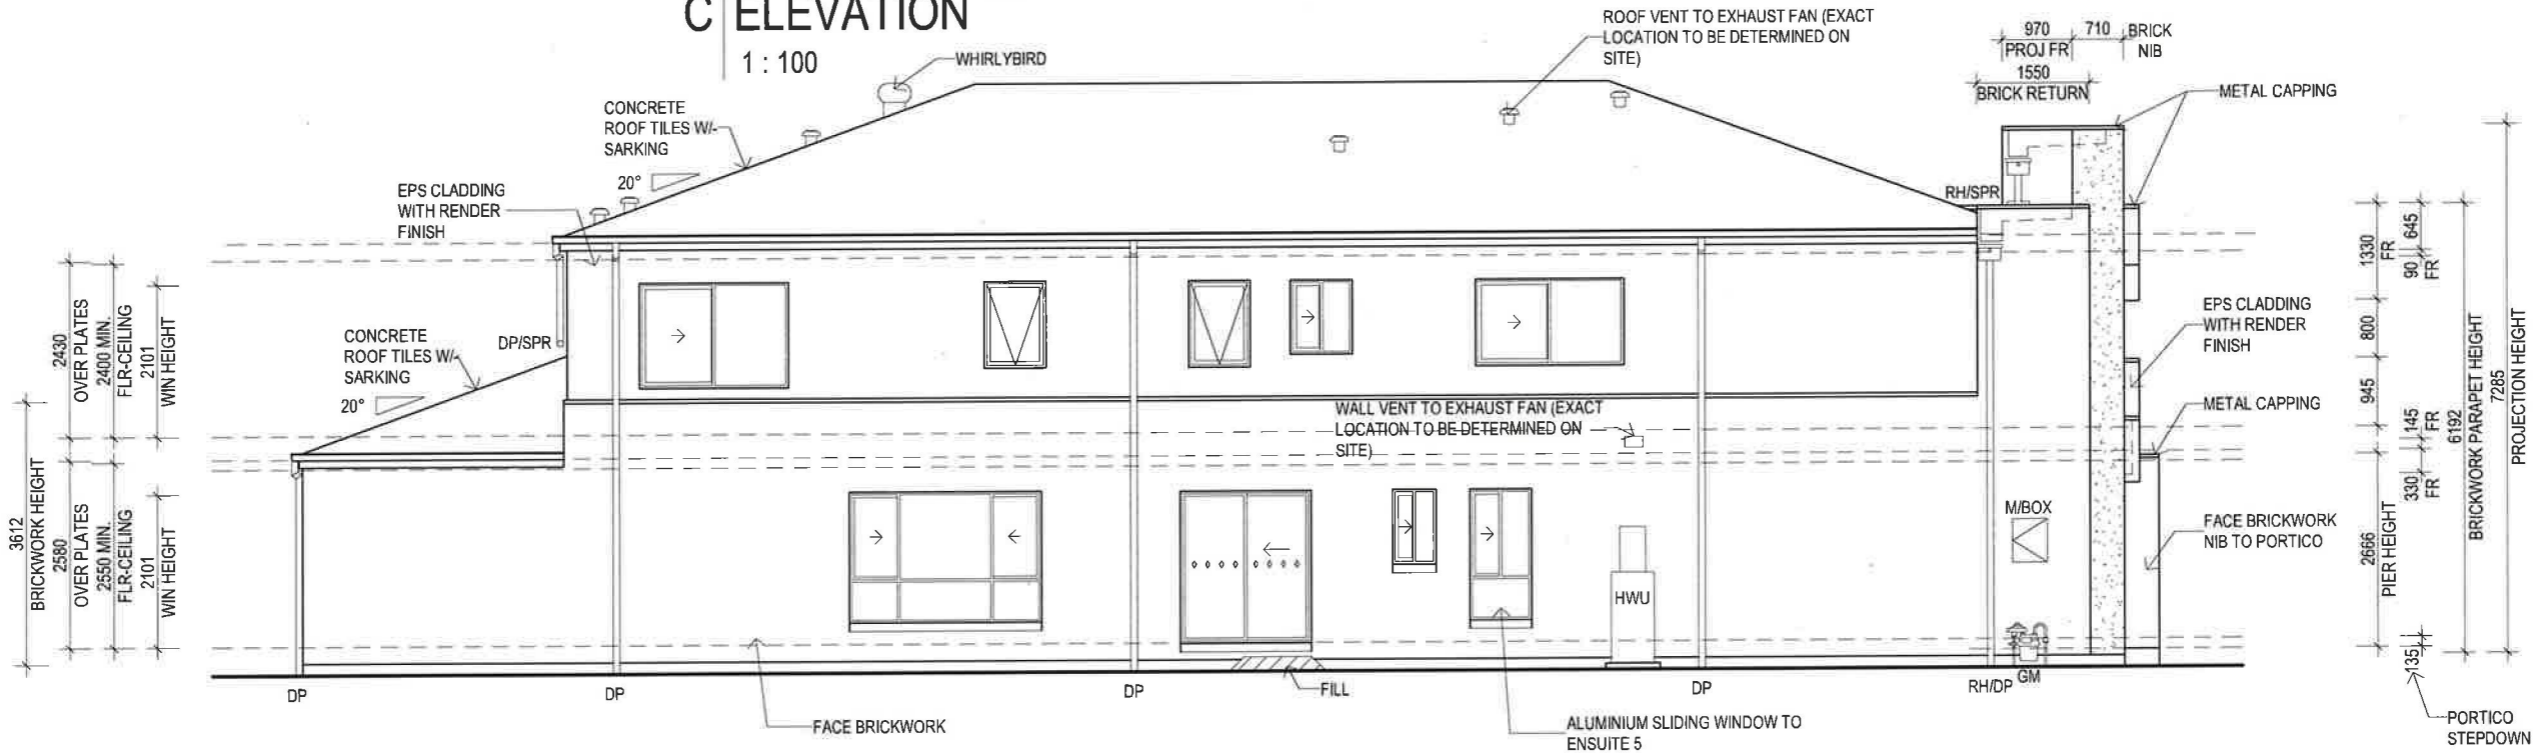 C ELEVATION
1 : 100
WHIRLYBIRD
ROOF VENT TO EXHAUST FAN (EXACT
LOCATION TO BE DETERMINED ON
SITE)
970
710
BRICK
NIB
PROJ FR
1550
BRICK RETURN
METAL CAPPING
CONCRETE
ROOF TILES W/-
SARKING
20°
EPS CLADDING
WITH RENDER
FINISH
RH/SPR
DP/SPR
CONCRETE
ROOF TILES W/-
SARKING
20°
2430
OVER PLATES
2400 MIN.
FLR-CEILING
2101
WIN HEIGHT
3612
BRICKWORK HEIGHT
2580
OVER PLATES
2550 MIN.
FLR-CEILING
2101
WIN HEIGHT
WALL VENT TO EXHAUST FAN (EXACT
LOCATION TO BE DETERMINED ON
SITE)
HWU
M/BOX
1330
FR
645
90
FR
800
945
145
FR
330
FR
2666
PIER HEIGHT
135
6192
BRICKWORK PARAPET HEIGHT
7285
PROJECTION HEIGHT
EPS CLADDING
WITH RENDER
FINISH
METAL CAPPING
FACE BRICKWORK
NIB TO PORTICO
DP
DP
DP
DP
RH/DP
GM
FILL
FACE BRICKWORK
ALUMINIUM SLIDING WINDOW TO
ENSUITE 5
PORTICO
STEPDOWN